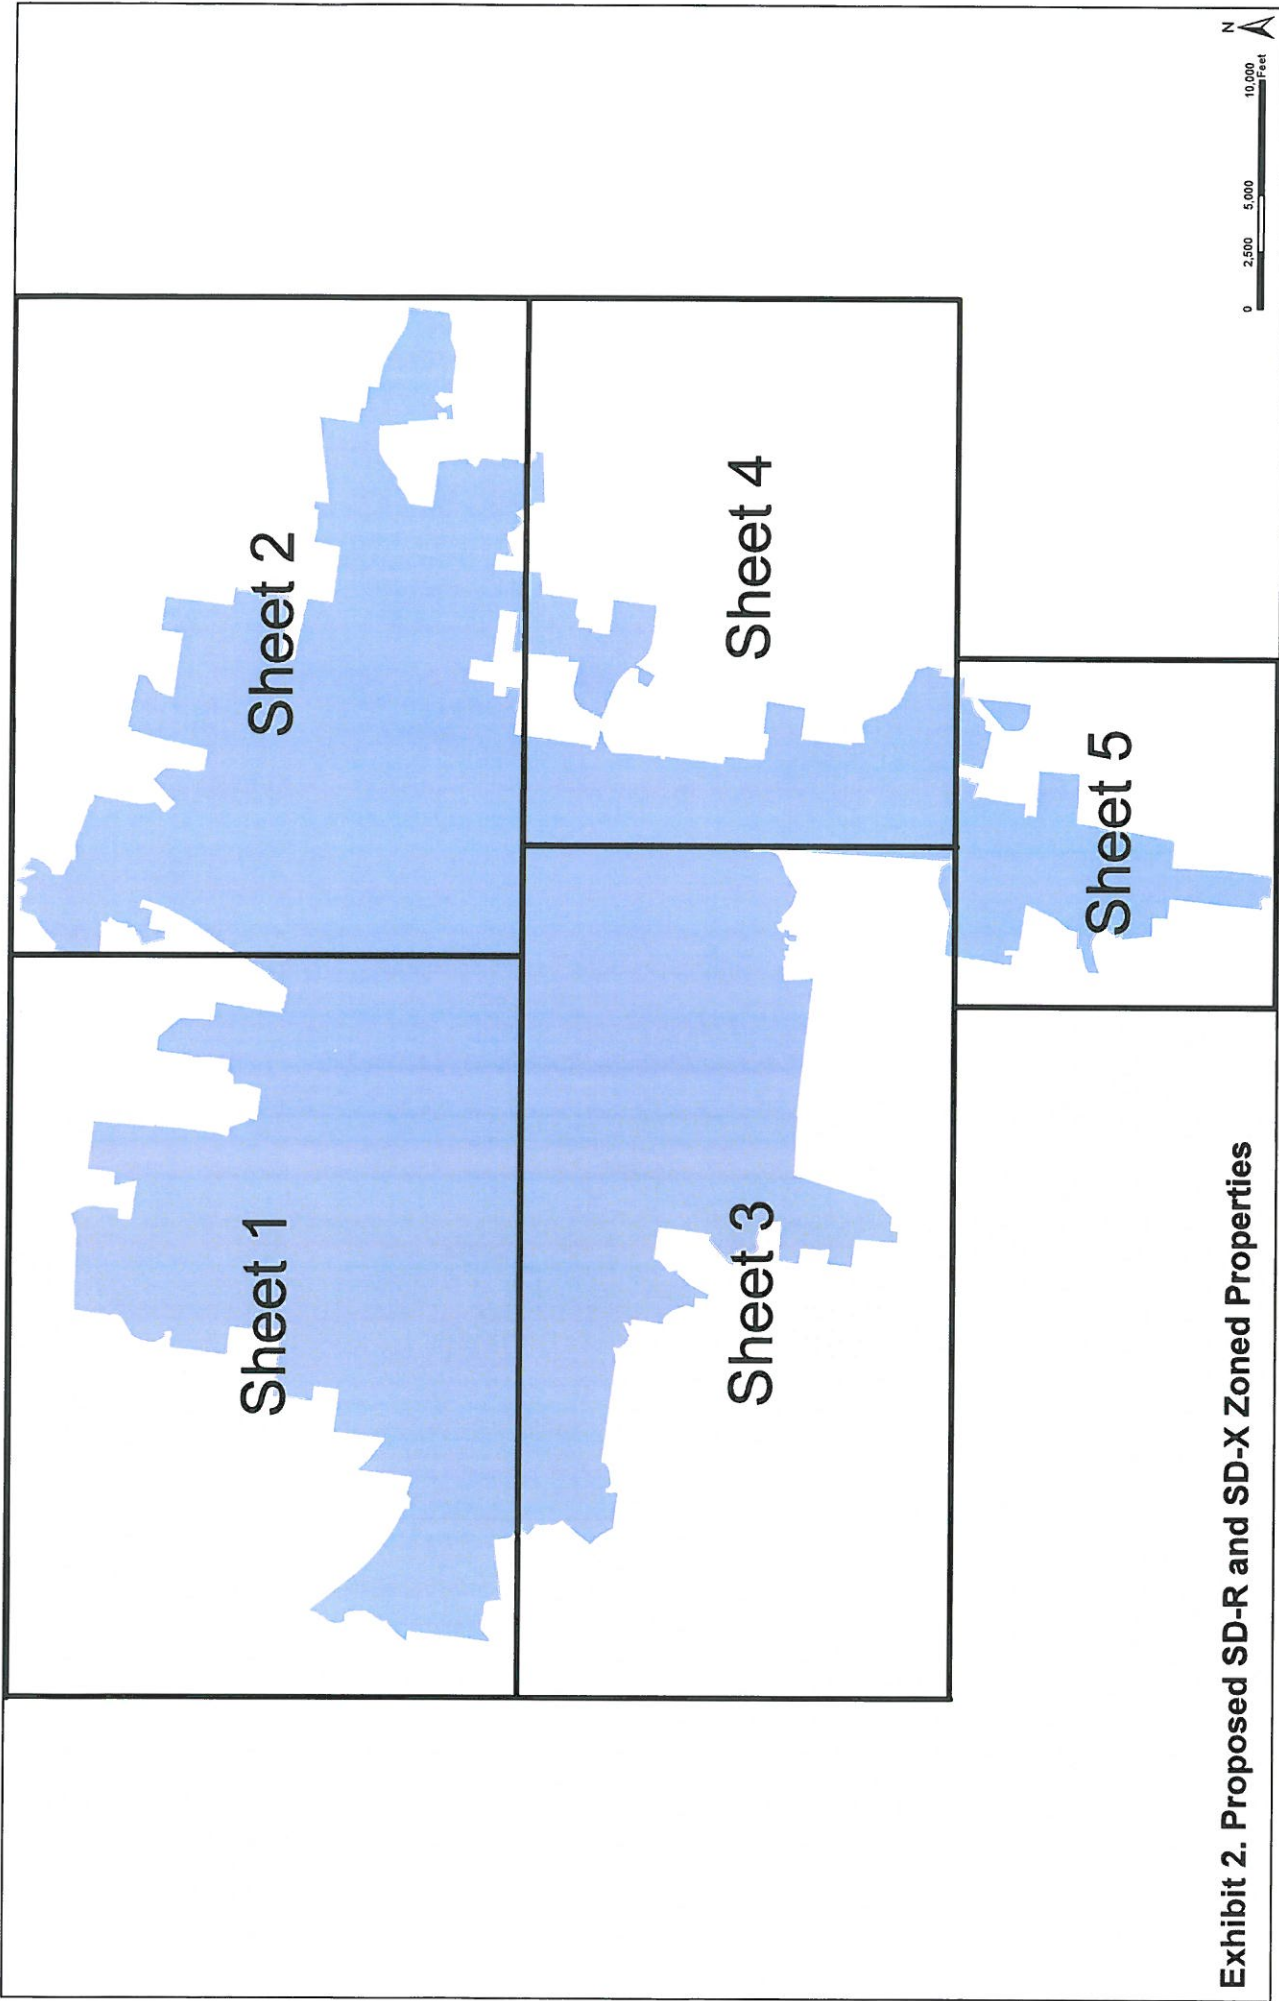 Sheet 1
Sheet 2
Sheet 3
Sheet 4
Sheet 5
Exhibit 2. Proposed SD-R and SD-X Zoned Properties
0 2,500 5,000 10,000
Feet
N